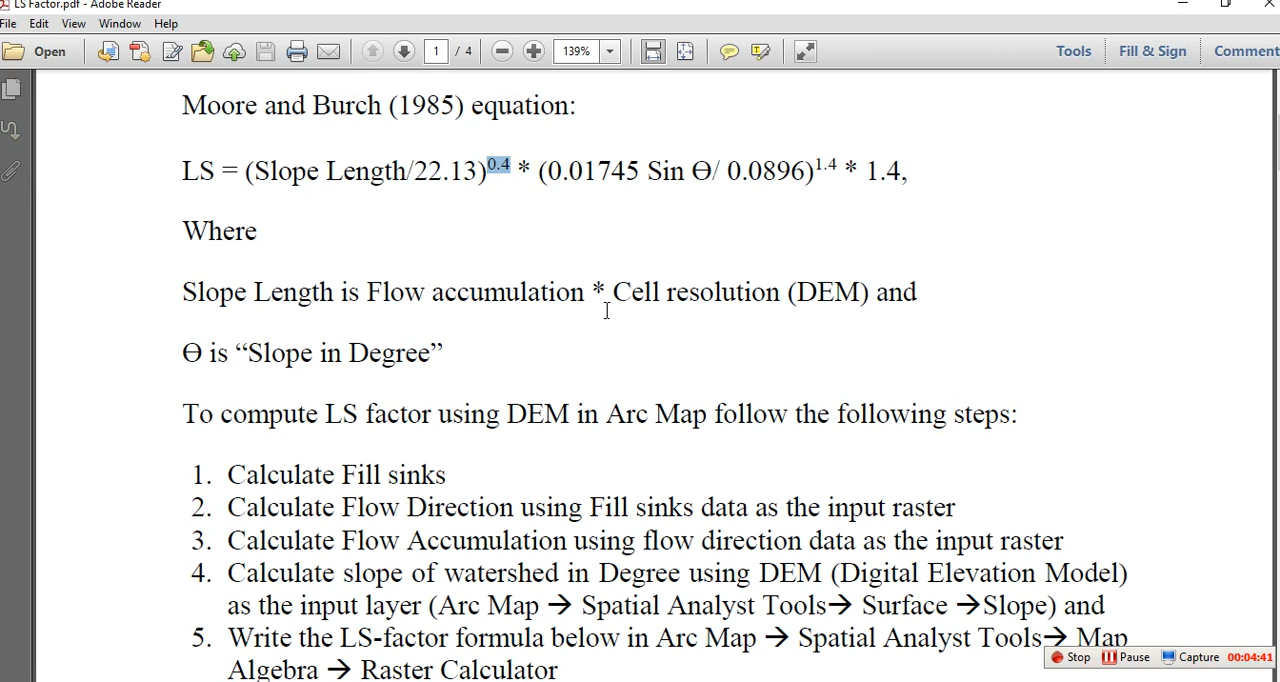 LS Factor.pdf - Adobe Reader
File Edit View Window Help
Open 1 / 4 139% Tools Fill & Sign Comment
Moore and Burch (1985) equation:
LS = (Slope Length/22.13)^0.4 * (0.01745 Sin Ɵ/ 0.0896)^1.4 * 1.4,
Where
Slope Length is Flow accumulation * Cell resolution (DEM) and
Ɵ is “Slope in Degree”
To compute LS factor using DEM in Arc Map follow the following steps:
1. Calculate Fill sinks
2. Calculate Flow Direction using Fill sinks data as the input raster
3. Calculate Flow Accumulation using flow direction data as the input raster
4. Calculate slope of watershed in Degree using DEM (Digital Elevation Model)
as the input layer (Arc Map → Spatial Analyst Tools→ Surface →Slope) and
5. Write the LS-factor formula below in Arc Map → Spatial Analyst Tools→ Map
Algebra → Raster Calculator
Stop Pause Capture 00:04:41